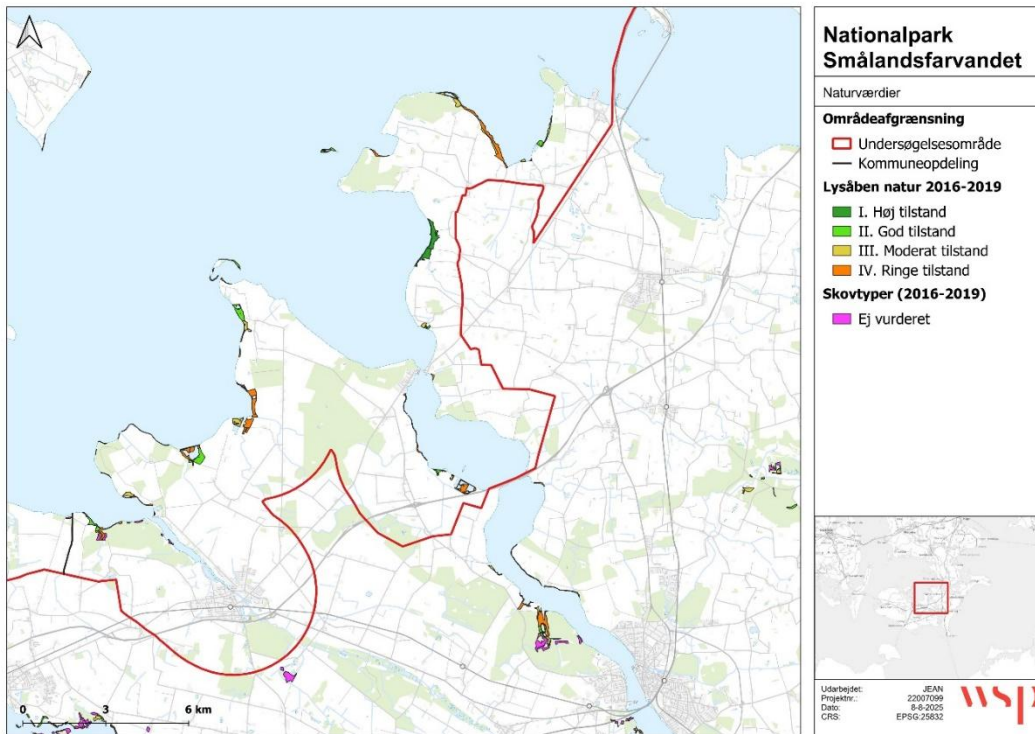 Nationalpark
Smålandsfarvandet
Naturværdier
Områdeafgrænsning
Undersøgelsesområde
Kommuneopdeling
Lysåben natur 2016-2019
I. Høj tilstand
II. God tilstand
III. Moderat tilstand
IV. Ringe tilstand
Skovtyper (2016-2019)
Ej vurderet
0 3 6 km
Udarbejdet: JEAN
Projektnr.: 22007099
Dato: 8-8-2025
CRS: EPSG:25832
wsp